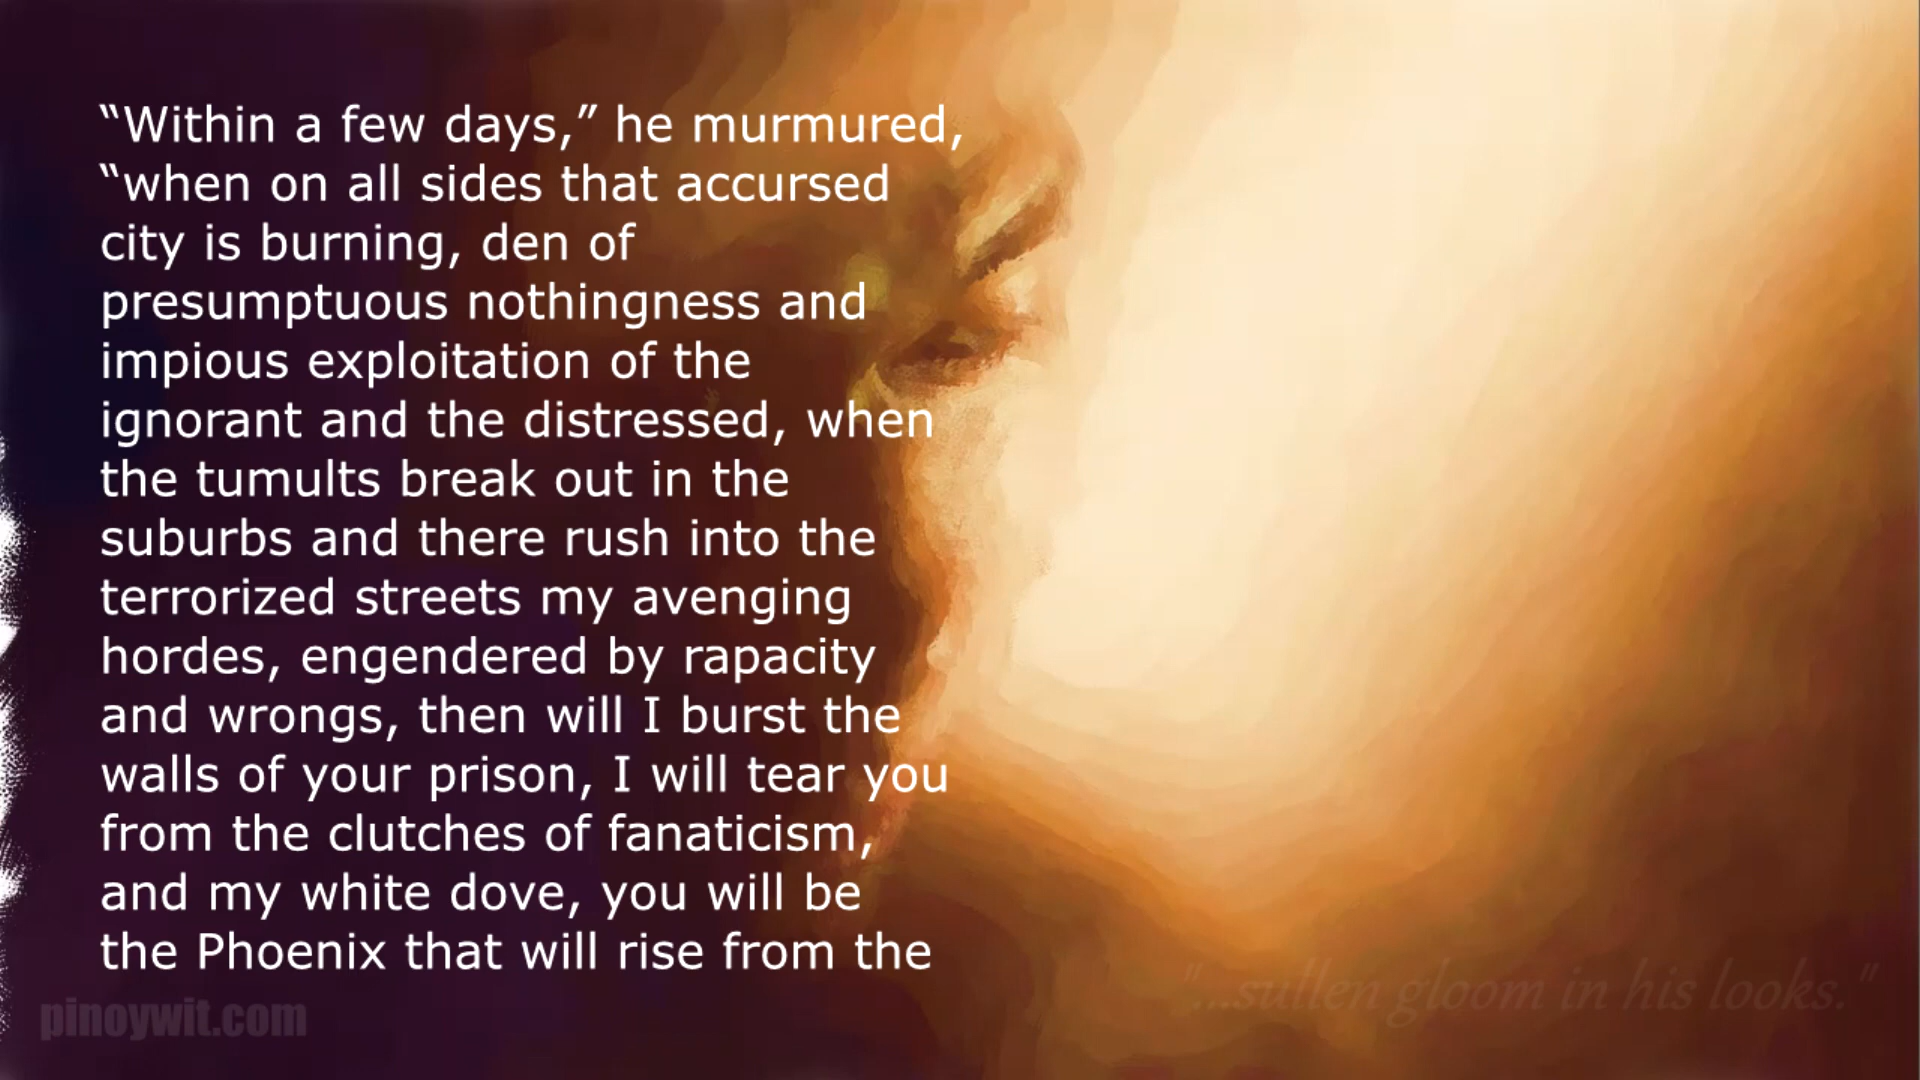 “Within a few days,” he murmured,
“when on all sides that accursed
city is burning, den of
presumptuous nothingness and
impious exploitation of the
ignorant and the distressed, when
the tumults break out in the
suburbs and there rush into the
terrorized streets my avenging
hordes, engendered by rapacity
and wrongs, then will I burst the
walls of your prison, I will tear you
from the clutches of fanaticism,
and my white dove, you will be
the Phoenix that will rise from the
"...sullen gloom in his looks."
pinoywit.com